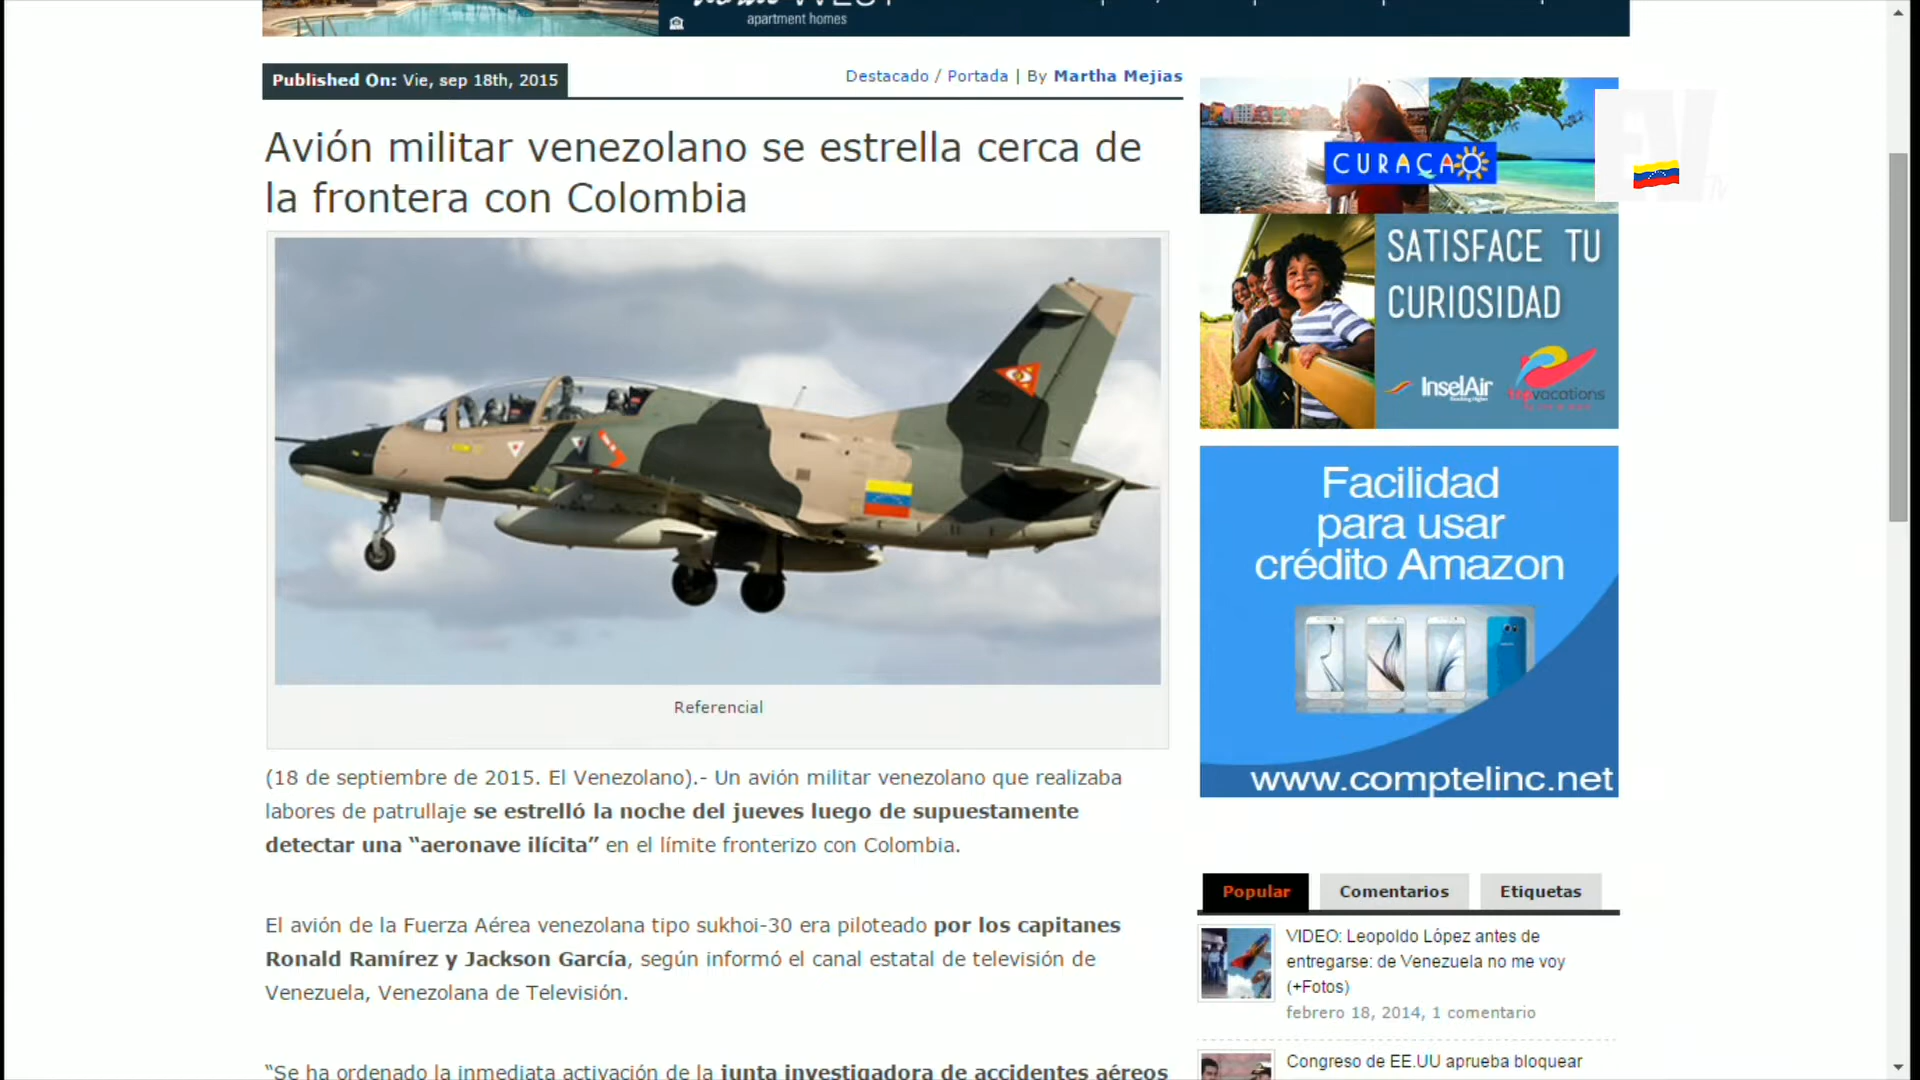 WEST
apartment homes
Published On: Vie, sep 18th, 2015
Destacado / Portada | By Martha Mejias
Avión militar venezolano se estrella cerca de
la frontera con Colombia
Referencial
(18 de septiembre de 2015. El Venezolano).- Un avión militar venezolano que realizaba
labores de patrullaje se estrelló la noche del jueves luego de supuestamente
detectar una “aeronave ilícita” en el límite fronterizo con Colombia.
El avión de la Fuerza Aérea venezolana tipo sukhoi-30 era piloteado por los capitanes
Ronald Ramírez y Jackson García, según informó el canal estatal de televisión de
Venezuela, Venezolana de Televisión.
“Se ha ordenado la inmediata activación de la junta investigadora de accidentes aéreos
CURAÇAO
EV
TV
SATISFACE TU
CURIOSIDAD
InselAir
topvacations
Facilidad
para usar
crédito Amazon
www.comptelinc.net
Popular
Comentarios
Etiquetas
VIDEO: Leopoldo López antes de
entregarse: de Venezuela no me voy
(+Fotos)
febrero 18, 2014, 1 comentario
Congreso de EE.UU aprueba bloquear